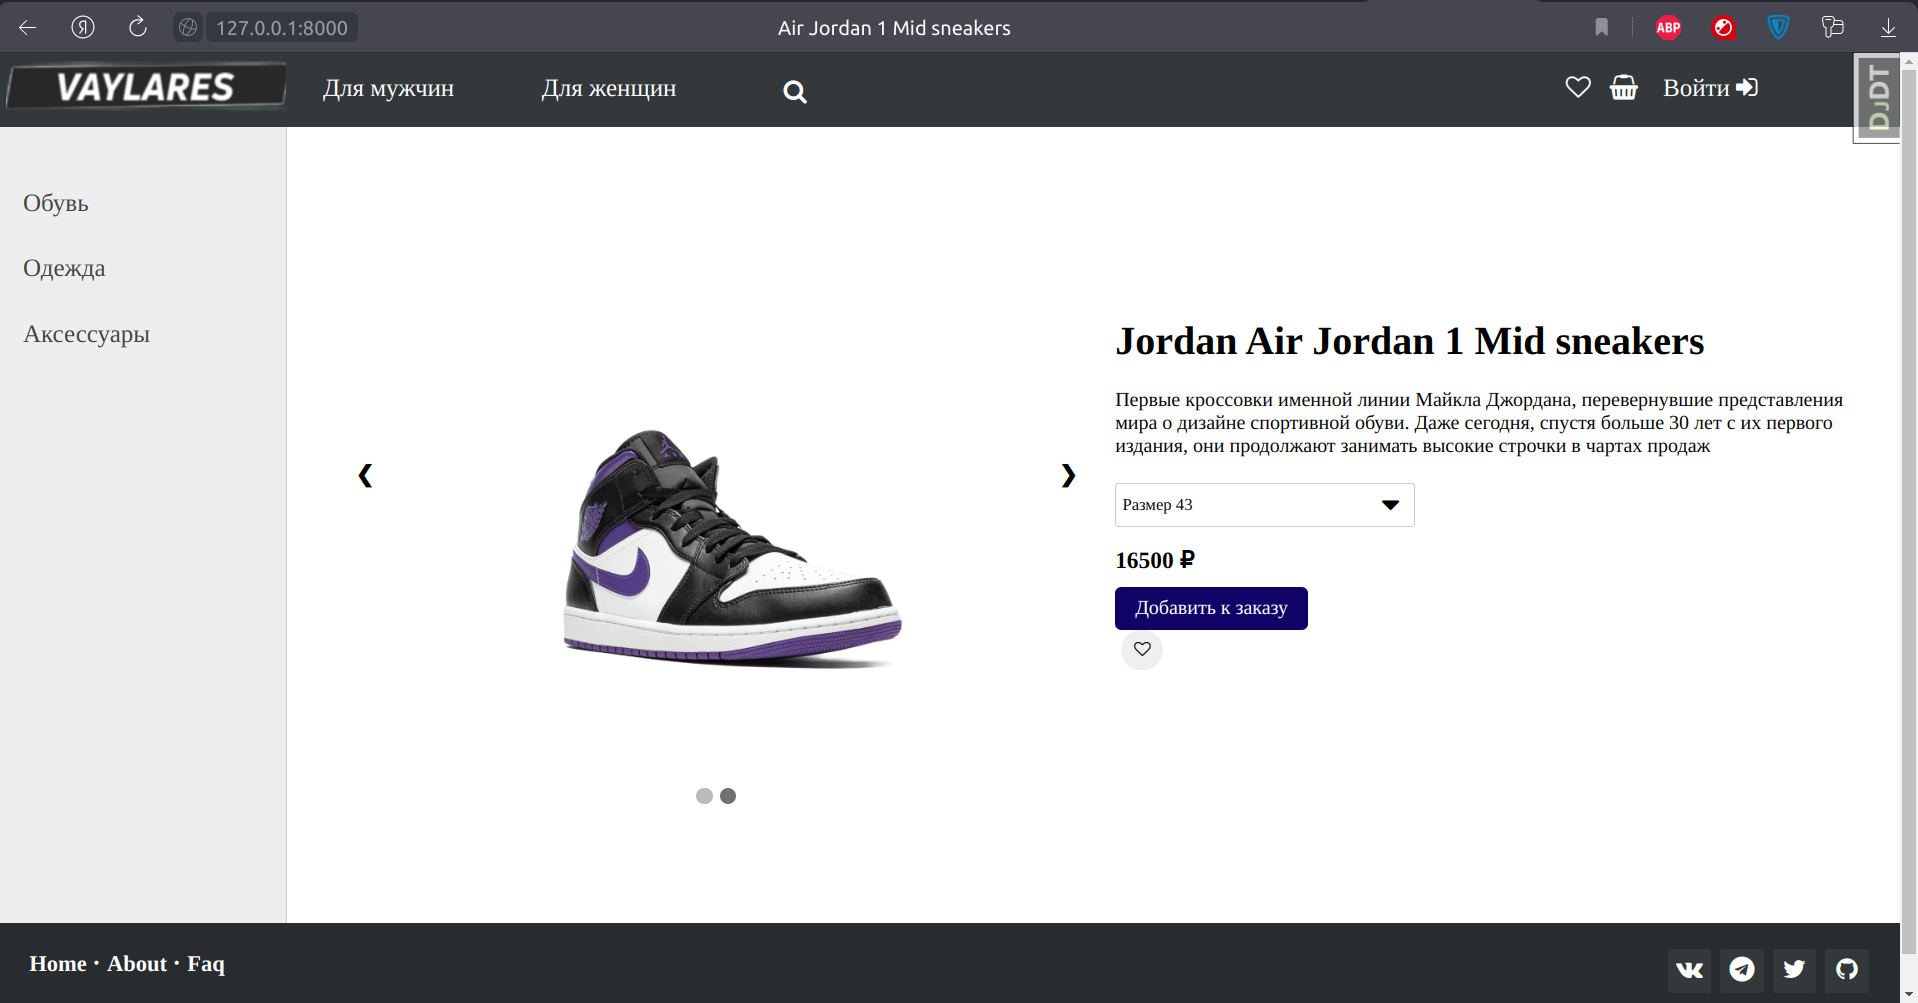 Я
127.0.0.1:8000
Air Jordan 1 Mid sneakers
ABP
VAYLARES
Для мужчин
Для женщин
Войти
DJDT
Обувь
Одежда
Аксессуары
Jordan Air Jordan 1 Mid sneakers
Первые кроссовки именной линии Майкла Джордана, перевернувшие представления
мира о дизайне спортивной обуви. Даже сегодня, спустя больше 30 лет с их первого
издания, они продолжают занимать высокие строчки в чартах продаж
Размер 43
16500 ₽
Добавить к заказу
Home · About · Faq